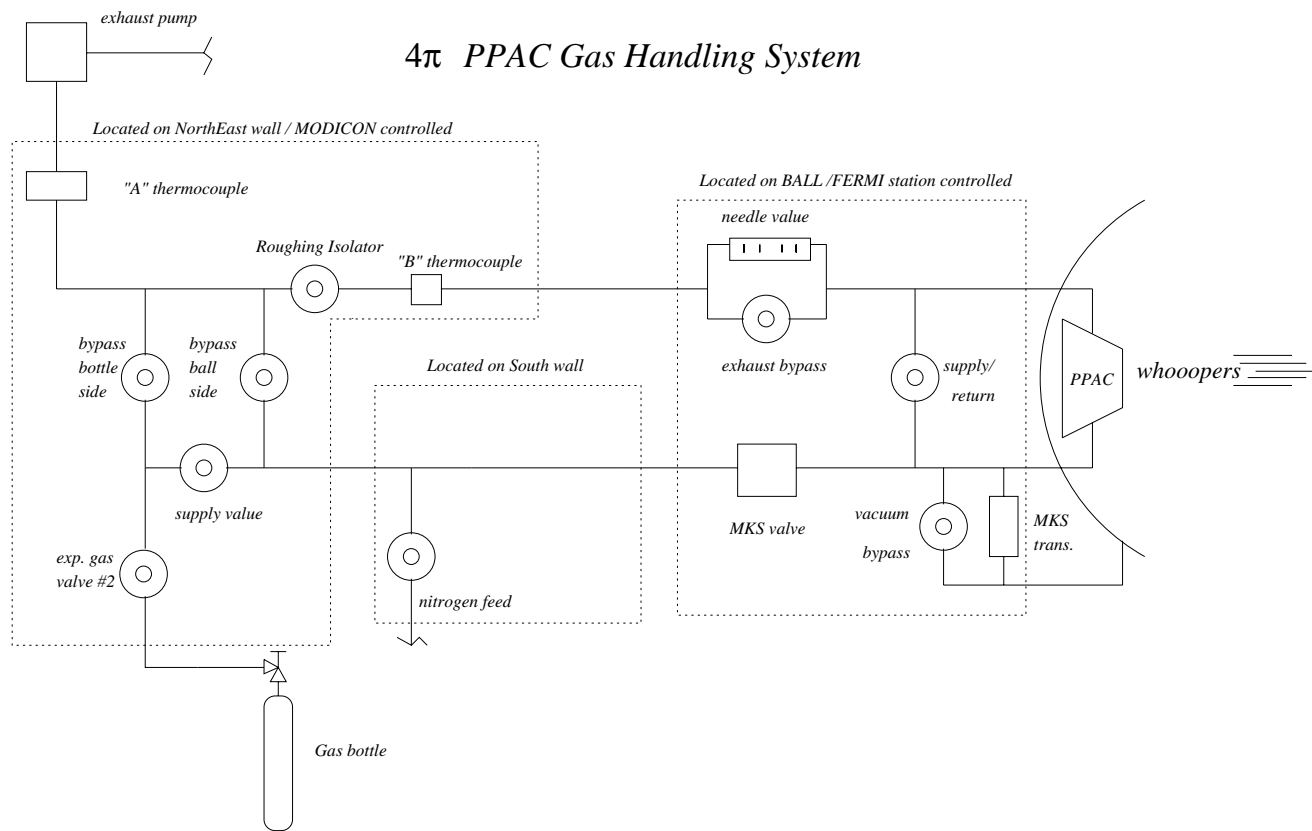 exhaust pump
4π PPAC Gas Handling System
Located on NorthEast wall / MODICON controlled
"A" thermocouple
Located on BALL /FERMI station controlled
needle value
Roughing Isolator
"B" thermocouple
bypass
bottle
side
bypass
ball
side
exhaust bypass
supply/
return
PPAC
whooopers
Located on South wall
supply value
MKS valve
vacuum
bypass
MKS
trans.
exp. gas
valve #2
nitrogen feed
Gas bottle